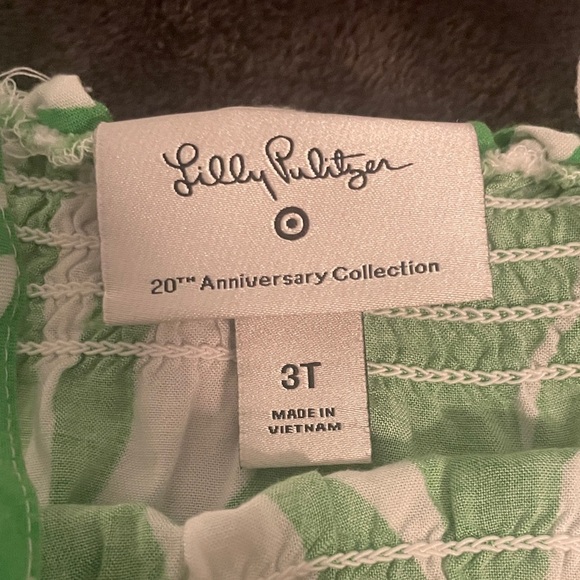 Lilly Pulitzer
20TH Anniversary Collection
3T
MADE IN
VIETNAM